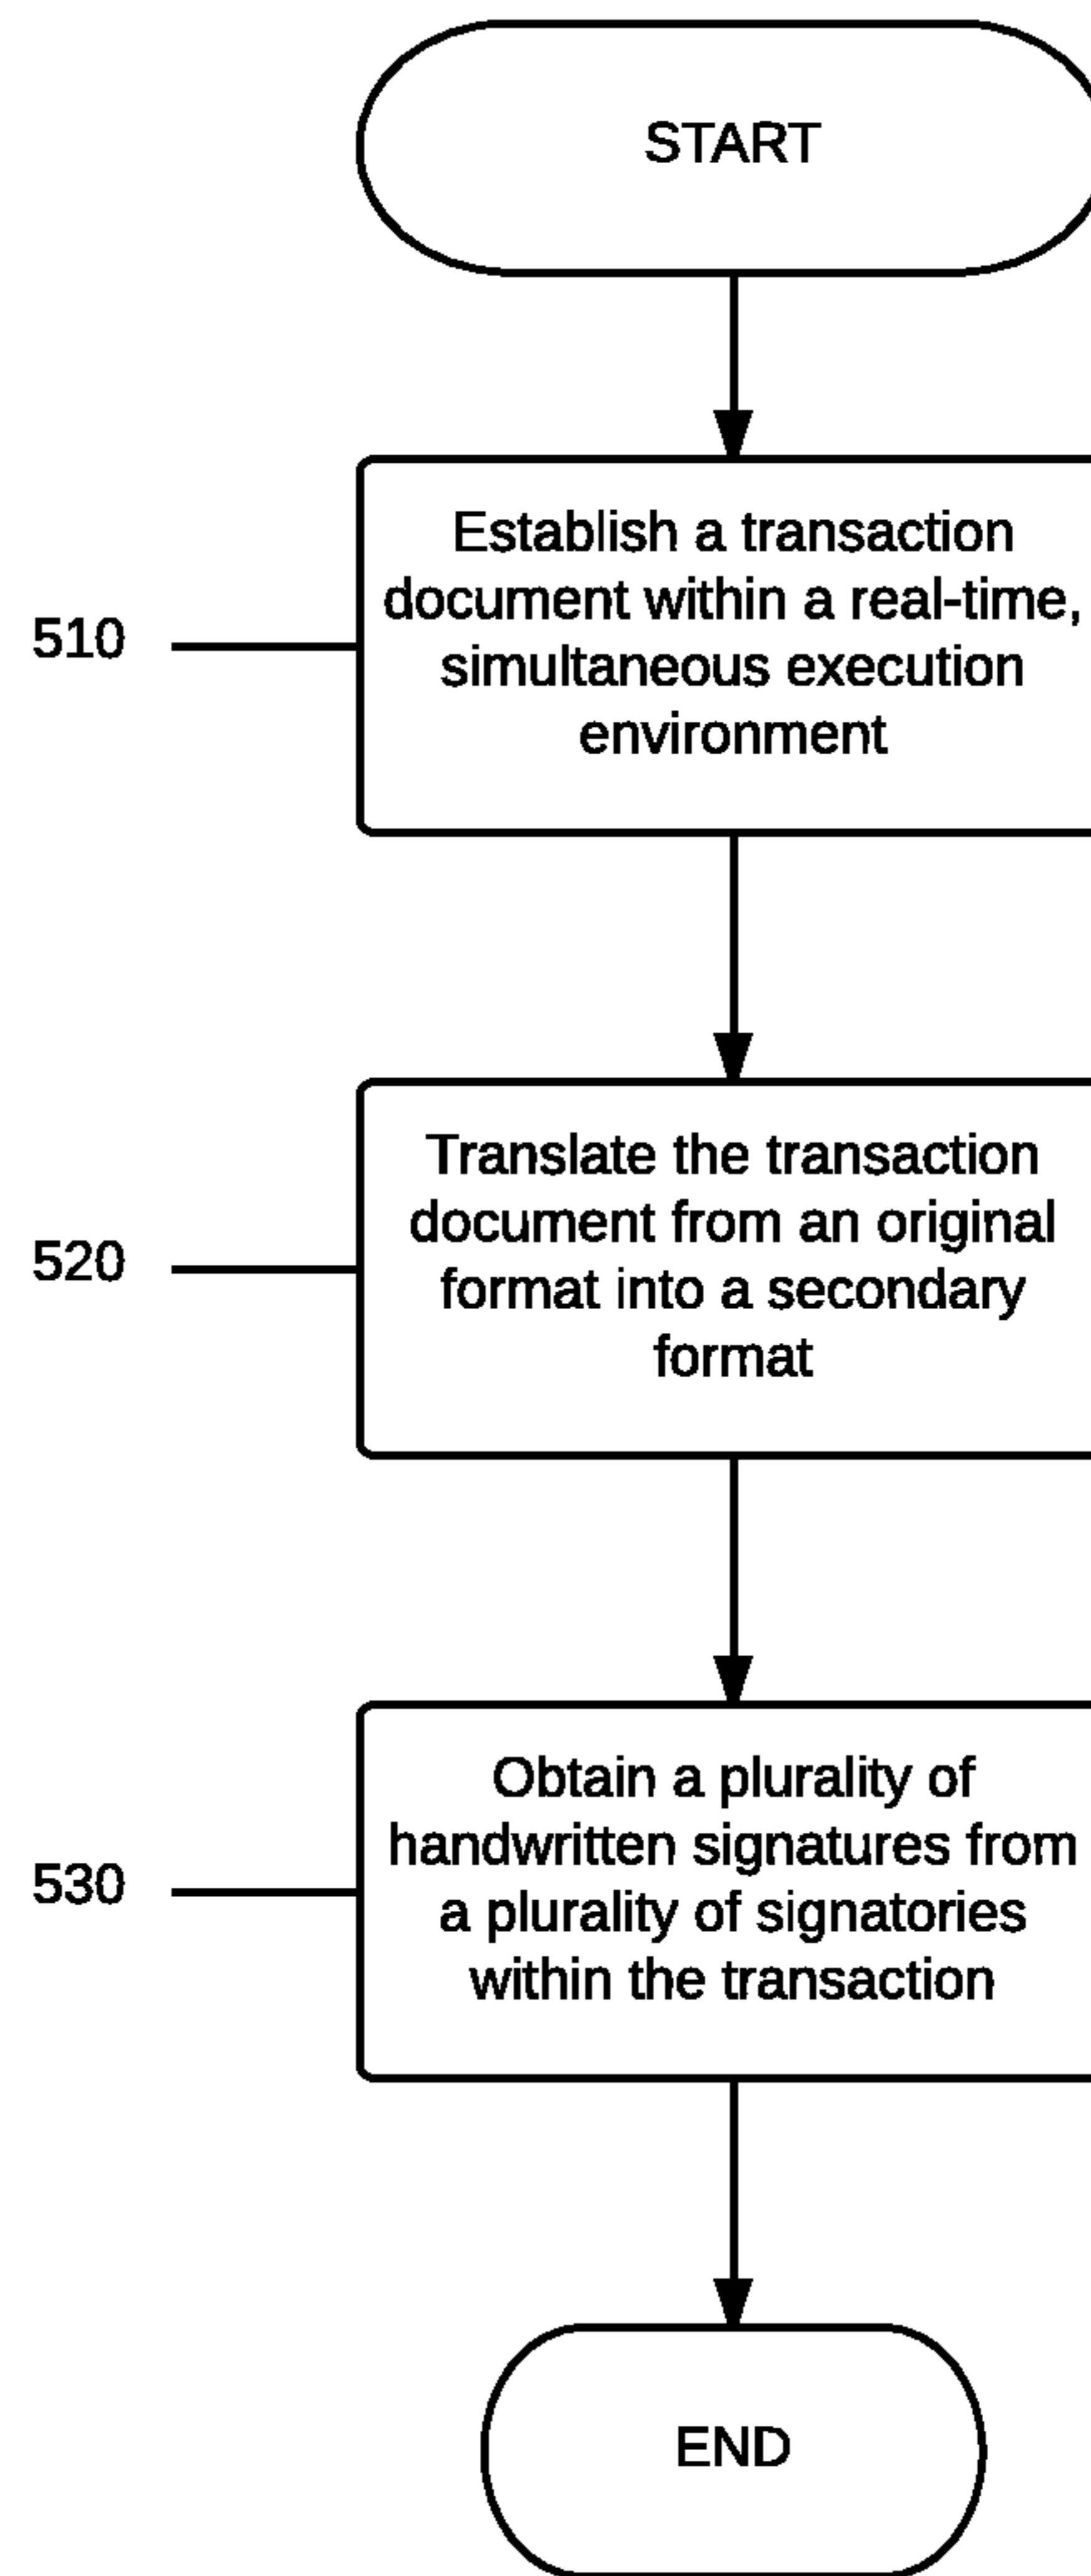 START
Establish a transaction
document within a real-time,
simultaneous execution
environment
510
Translate the transaction
document from an original
format into a secondary
format
520
Obtain a plurality of
handwritten signatures from
a plurality of signatories
within the transaction
530
END